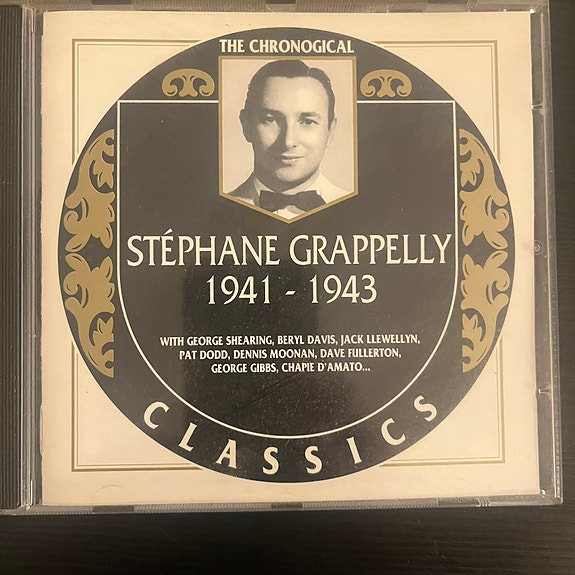 THE CHRONOGICAL
STÉPHANE GRAPPELLY
1941 - 1943
WITH GEORGE SHEARING, BERYL DAVIS, JACK LLEWELLYN,
PAT DODD, DENNIS MOONAN, DAVE FULLERTON,
GEORGE GIBBS, CHAPIE D'AMATO...
CLASSICS